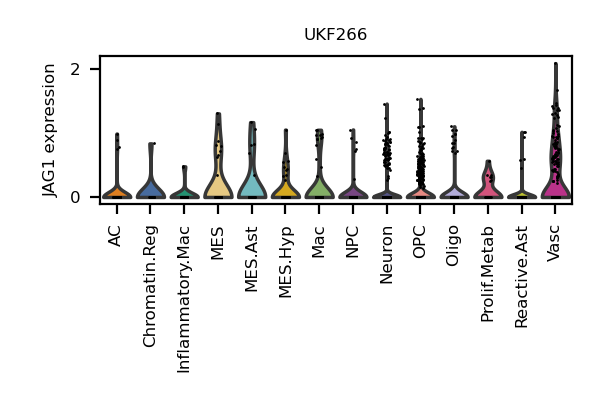 UKF266
JAG1 expression
2
0
AC
Chromatin.Reg
Inflammatory.Mac
MES
MES.Ast
MES.Hyp
Mac
NPC
Neuron
OPC
Oligo
Prolif.Metab
Reactive.Ast
Vasc